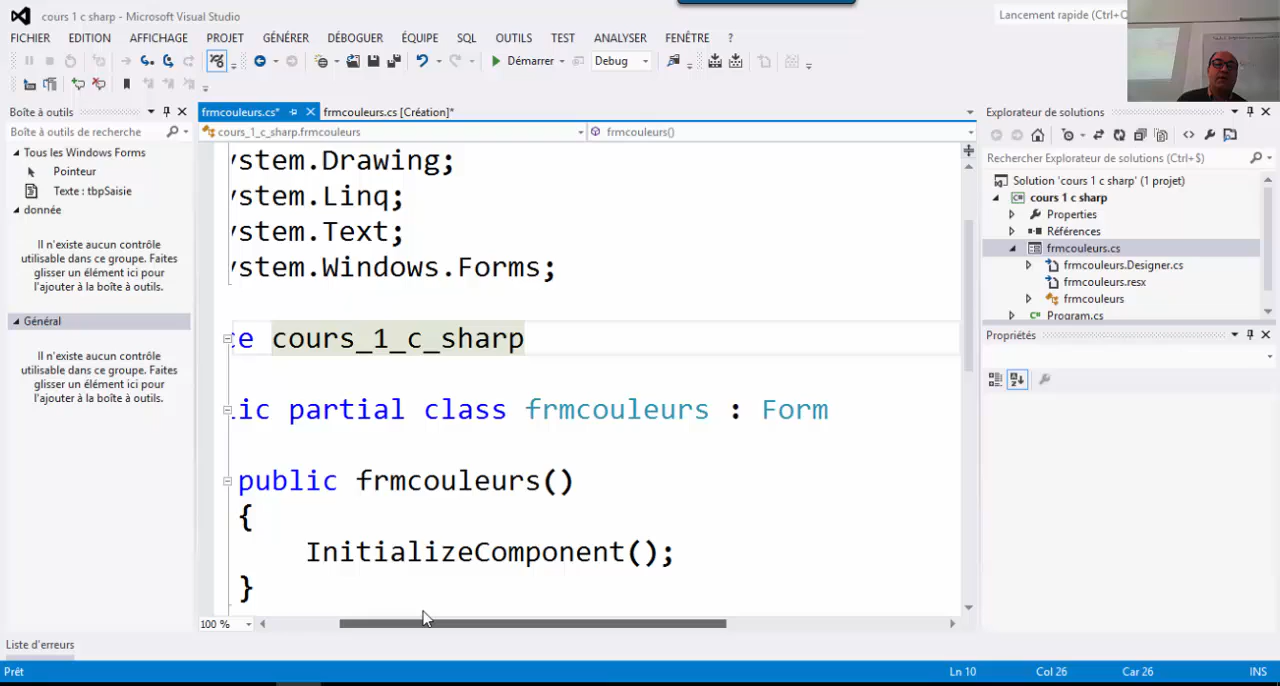 cours 1 c sharp - Microsoft Visual Studio
Lancement rapide (Ctrl+Q
FICHIER EDITION AFFICHAGE PROJET GÉNÉRER DÉBOGUER ÉQUIPE SQL OUTILS TEST ANALYSER FENÊTRE ?
Démarrer Debug
Boîte à outils
Boîte à outils de recherche
Tous les Windows Forms
Pointeur
Texte : tbpSaisie
donnée
Il n'existe aucun contrôle
utilisable dans ce groupe. Faites
glisser un élément ici pour
l'ajouter à la boîte à outils.
Général
Il n'existe aucun contrôle
utilisable dans ce groupe. Faites
glisser un élément ici pour
l'ajouter à la boîte à outils.
frmcouleurs.cs* frmcouleurs.cs [Création]*
cours_1_c_sharp.frmcouleurs frmcouleurs()
ystem.Drawing;
ystem.Linq;
ystem.Text;
ystem.Windows.Forms;
ce cours_1_c_sharp
lic partial class frmcouleurs : Form
public frmcouleurs()
{
InitializeComponent();
}
100 %
Explorateur de solutions
Rechercher Explorateur de solutions (Ctrl+$)
Solution 'cours 1 c sharp' (1 projet)
cours 1 c sharp
Properties
Références
frmcouleurs.cs
frmcouleurs.Designer.cs
frmcouleurs.resx
frmcouleurs
Program.cs
Propriétés
Liste d'erreurs
Prêt Ln 10 Col 26 Car 26 INS